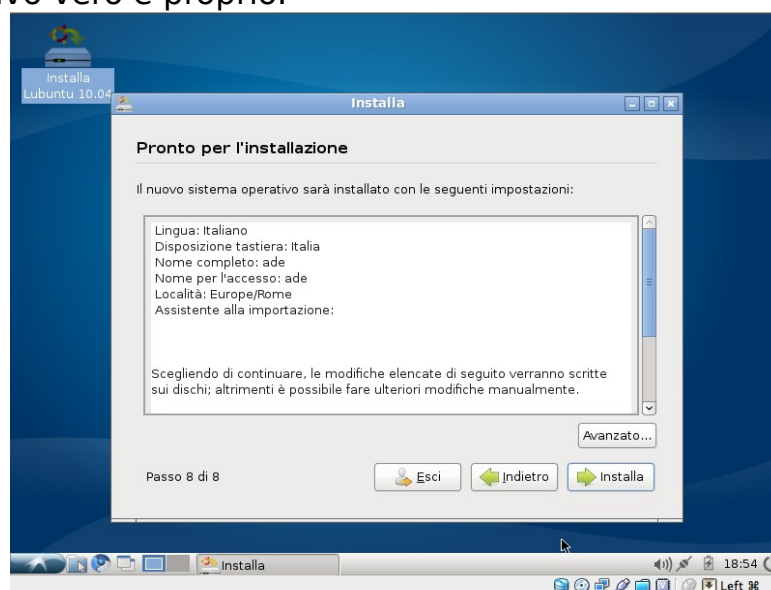 vo vero e proprio.
Installa
Lubuntu 10.04
Installa
Pronto per l'installazione
Il nuovo sistema operativo sarà installato con le seguenti impostazioni:
Lingua: Italiano
Disposizione tastiera: Italia
Nome completo: ade
Nome per l'accesso: ade
Località: Europe/Rome
Assistente alla importazione:
Scegliendo di continuare, le modifiche elencate di seguito verranno scritte
sui dischi; altrimenti è possibile fare ulteriori modifiche manualmente.
Avanzato...
Passo 8 di 8
Esci
Indietro
Installa
Installa
18:54
Left ⌘